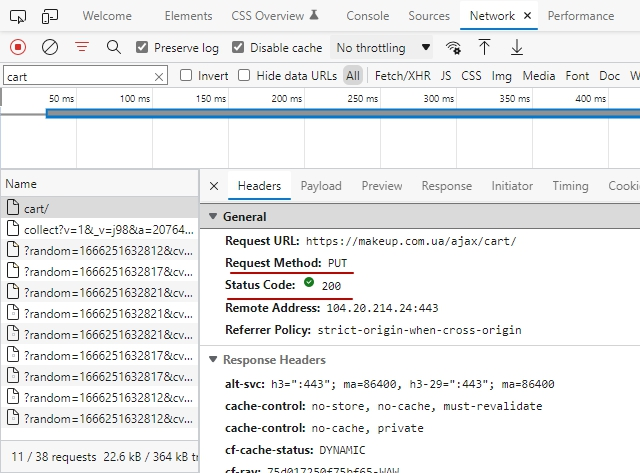 Welcome Elements CSS Overview Console Sources Network Performance
Preserve log Disable cache No throttling
cart Invert Hide data URLs All Fetch/XHR JS CSS Img Media Font Doc
50 ms 100 ms 150 ms 200 ms 250 ms 300 ms 350 ms 400 ms
Name Headers Payload Preview Response Initiator Timing
cart/
collect?v=1&_v=j98&a=20764...
?random=1666251632812&cv...
?random=1666251632817&cv...
?random=1666251632821&cv...
?random=1666251632821&cv...
?random=1666251632821&cv...
?random=1666251632817&cv...
?random=1666251632817&cv...
?random=1666251632812&cv...
?random=1666251632812&cv...
11 / 38 requests 22.6 kB / 364 kB
General
Request URL: https://makeup.com.ua/ajax/cart/
Request Method: PUT
Status Code: 200
Remote Address: 104.20.214.24:443
Referrer Policy: strict-origin-when-cross-origin
Response Headers
alt-svc: h3=":443"; ma=86400, h3-29=":443"; ma=86400
cache-control: no-store, no-cache, must-revalidate
cache-control: no-cache, private
cf-cache-status: DYNAMIC
cf-ray: 75d017250f75bf65-WAW